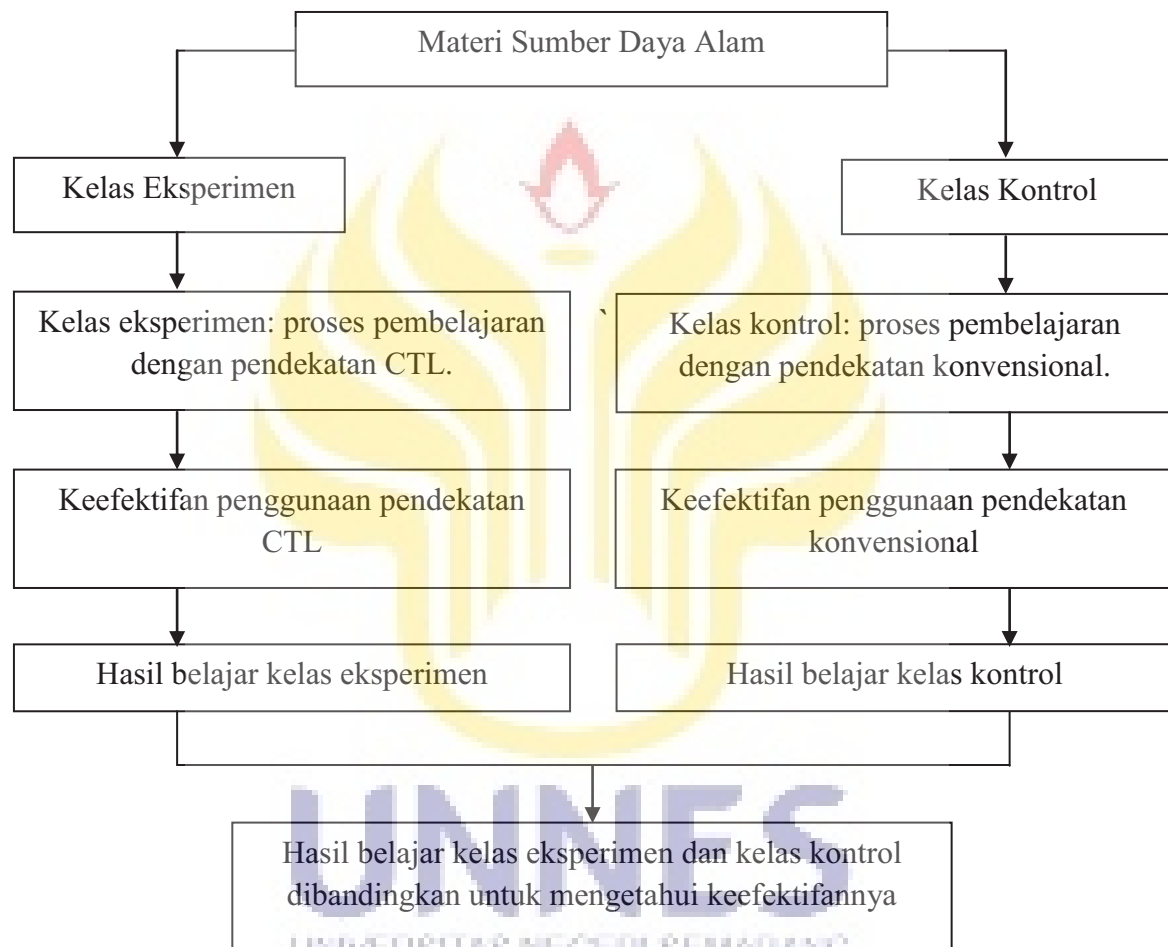 Materi Sumber Daya Alam
Kelas Eksperimen
Kelas Kontrol
Kelas eksperimen: proses pembelajaran
dengan pendekatan CTL.
`
Kelas kontrol: proses pembelajaran
dengan pendekatan konvensional.
Keefektifan penggunaan pendekatan
CTL
Keefektifan penggunaan pendekatan
konvensional
Hasil belajar kelas eksperimen
Hasil belajar kelas kontrol
UNNES
Hasil belajar kelas eksperimen dan kelas kontrol
dibandingkan untuk mengetahui keefektifannya